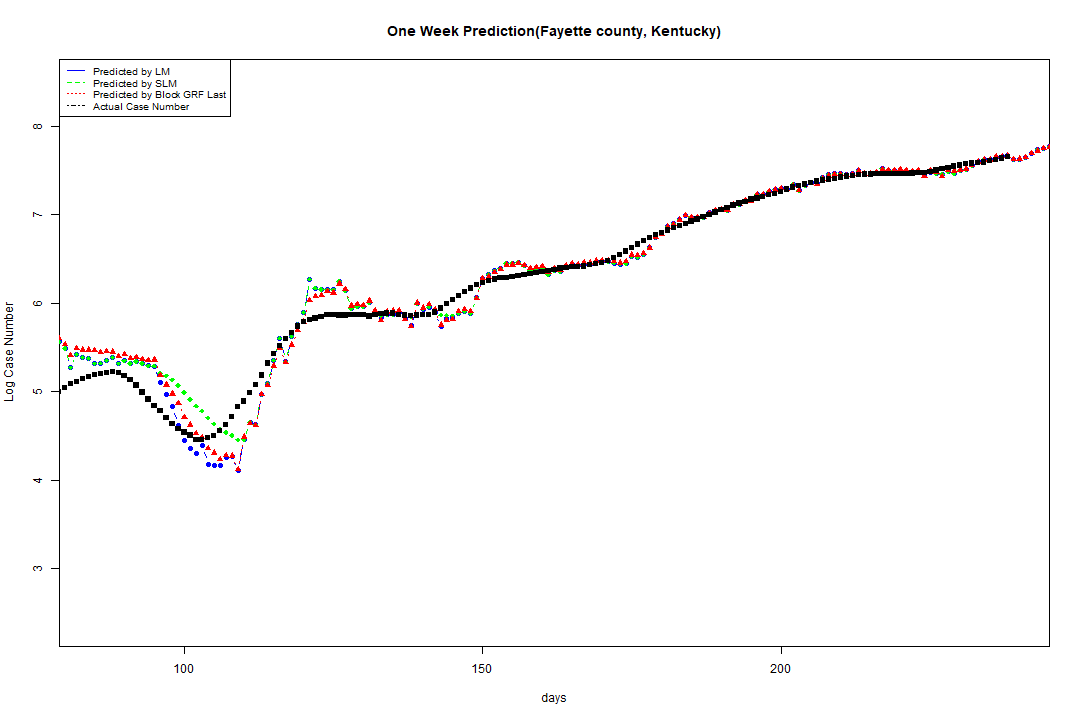 One Week Prediction(Fayette county, Kentucky)
Predicted by LM
Predicted by SLM
Predicted by Block GRF Last
Actual Case Number
8
7
6
5
4
3
Log Case Number
100 150 200
days